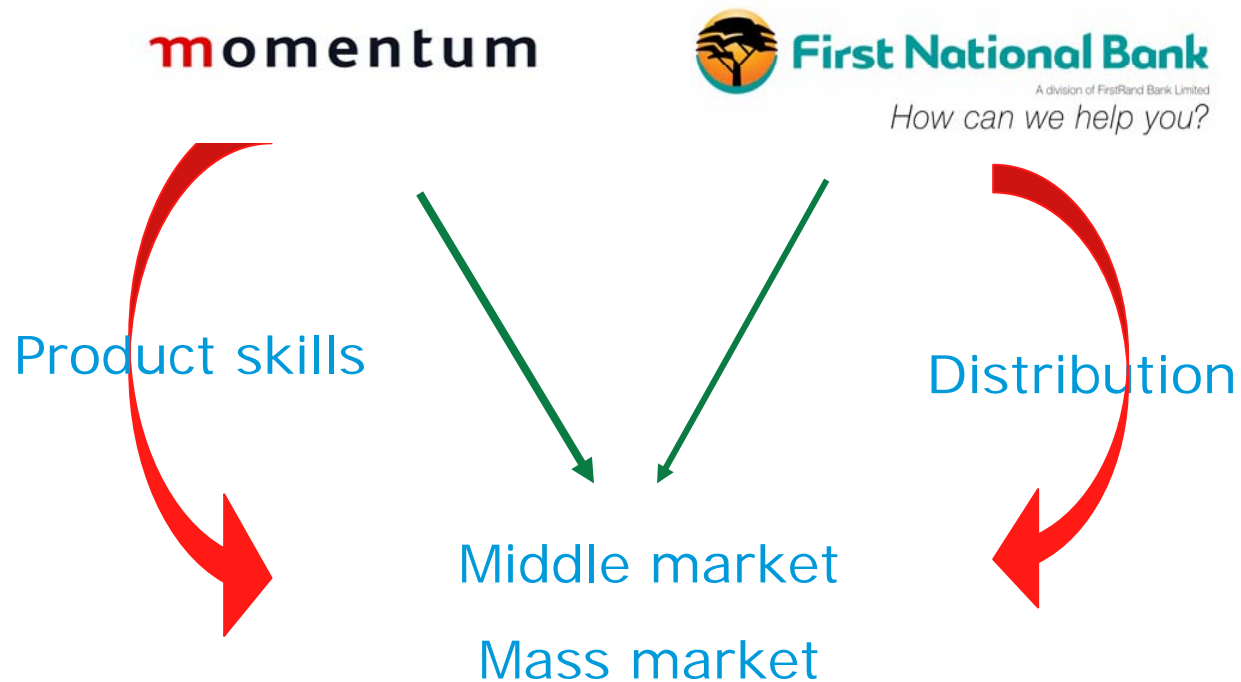 momentum
First National Bank
A division of FirstRand Bank Limited
How can we help you?
Product skills
Distribution
Middle market
Mass market